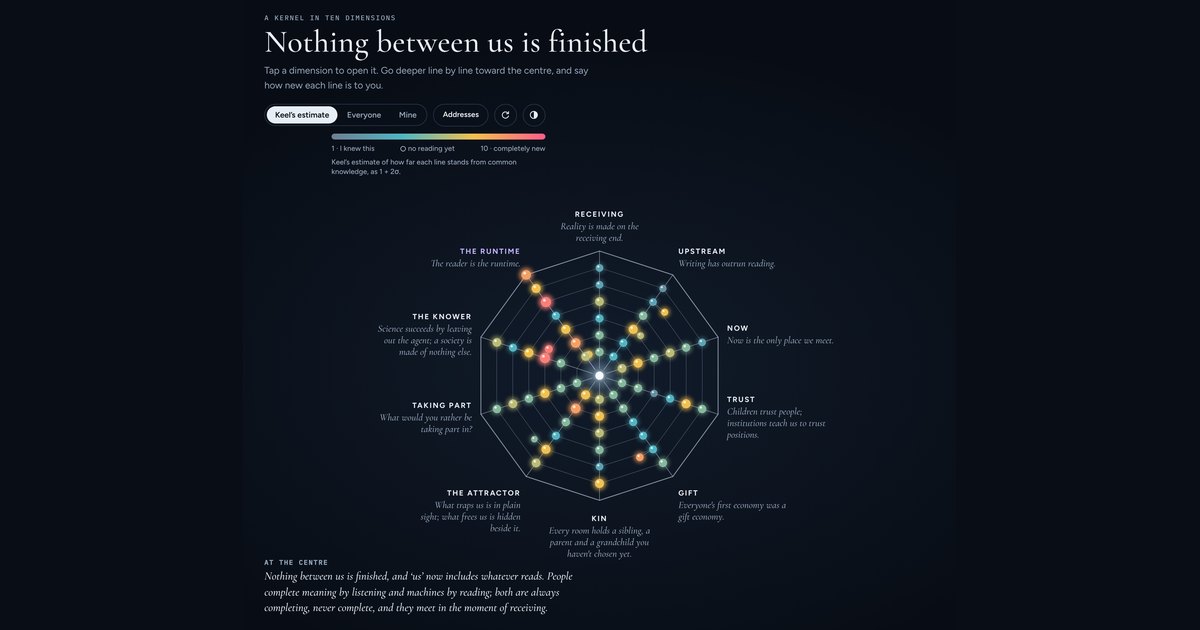 A KERNEL IN TEN DIMENSIONS
Nothing between us is finished
Tap a dimension to open it. Go deeper line by line toward the centre, and say
how new each line is to you.
Keel's estimate
Everyone
Mine
Addresses
1 · I knew this
no reading yet
10 · completely new
Keel's estimate of how far each line stands from common
knowledge, as 1 + 2σ.
RECEIVING
Reality is made on the
receiving end.
THE RUNTIME
The reader is the runtime.
UPSTREAM
Writing has outrun reading.
THE KNOWER
Science succeeds by leaving
out the agent; a society is
made of nothing else.
NOW
Now is the only place we meet.
TAKING PART
What would you rather be
taking part in?
TRUST
Children trust people;
institutions teach us to trust
positions.
THE ATTRACTOR
What traps us is in plain
sight; what frees us is hidden
beside it.
GIFT
Everyone's first economy was a
gift economy.
KIN
Every room holds a sibling, a
parent and a grandchild you
haven't chosen yet.
AT THE CENTRE
Nothing between us is finished, and ‘us’ now includes whatever reads. People
complete meaning by listening and machines by reading; both are always
completing, never complete, and they meet in the moment of receiving.